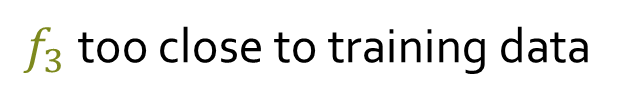 f₃ too close to training data